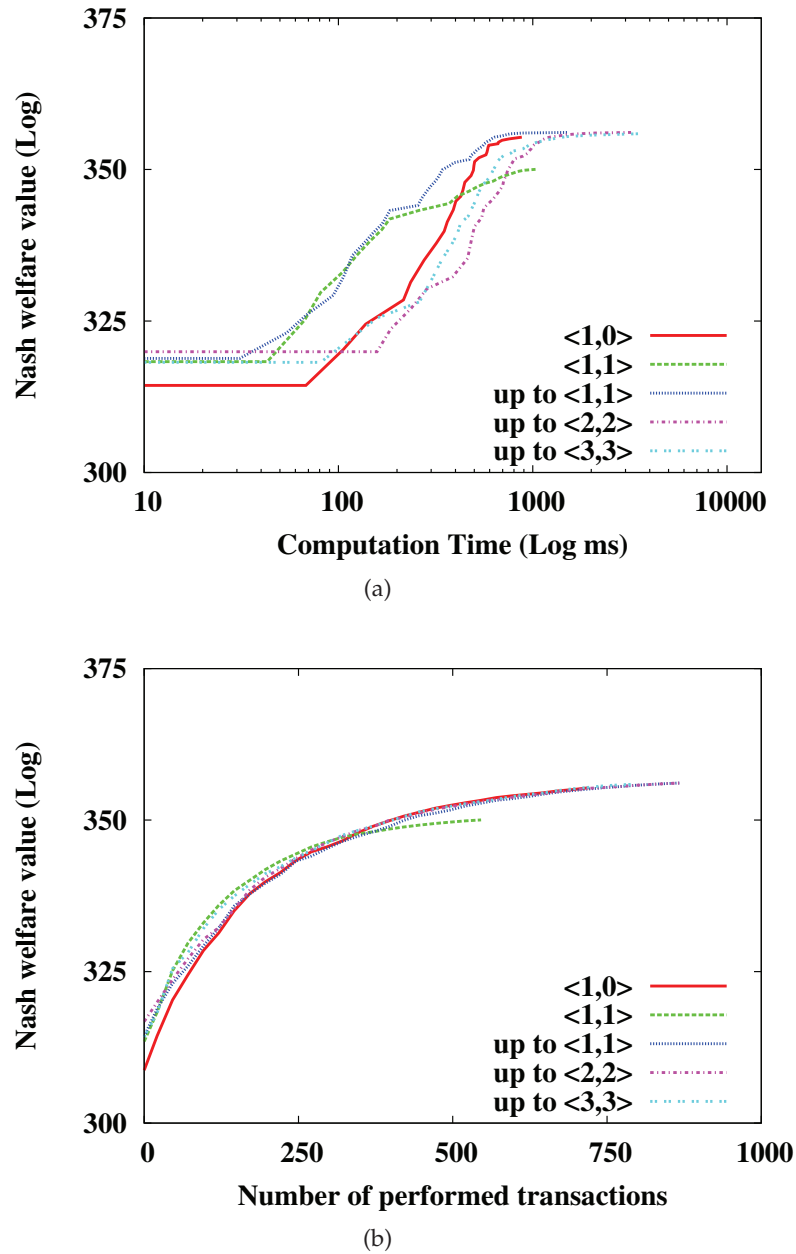 375
350
325
300
Nash welfare value (Log)
<1,0>
<1,1>
up to <1,1>
up to <2,2>
up to <3,3>
10
100
1000
10000
Computation Time (Log ms)
(a)
375
350
325
300
Nash welfare value (Log)
<1,0>
<1,1>
up to <1,1>
up to <2,2>
up to <3,3>
0
250
500
750
1000
Number of performed transactions
(b)